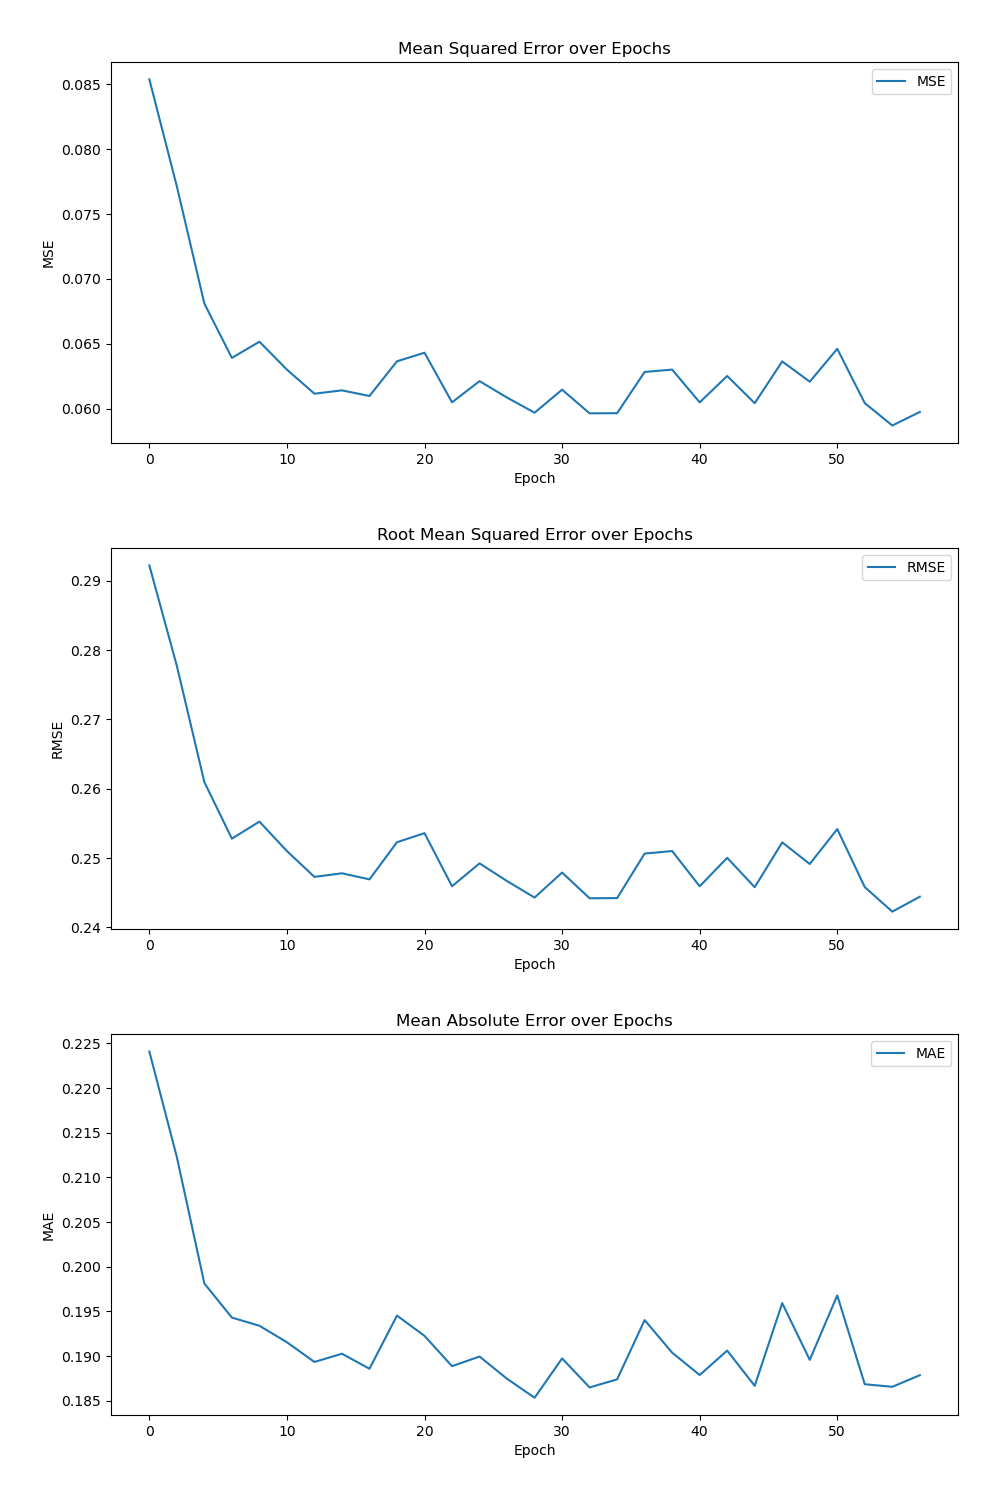 Mean Squared Error over Epochs
MSE
0.085
0.080
0.075
0.070
0.065
0.060
MSE
0 10 20 30 40 50
Epoch
Root Mean Squared Error over Epochs
RMSE
0.29
0.28
0.27
0.26
0.25
0.24
RMSE
0 10 20 30 40 50
Epoch
Mean Absolute Error over Epochs
MAE
0.225
0.220
0.215
0.210
0.205
0.200
0.195
0.190
0.185
MAE
0 10 20 30 40 50
Epoch